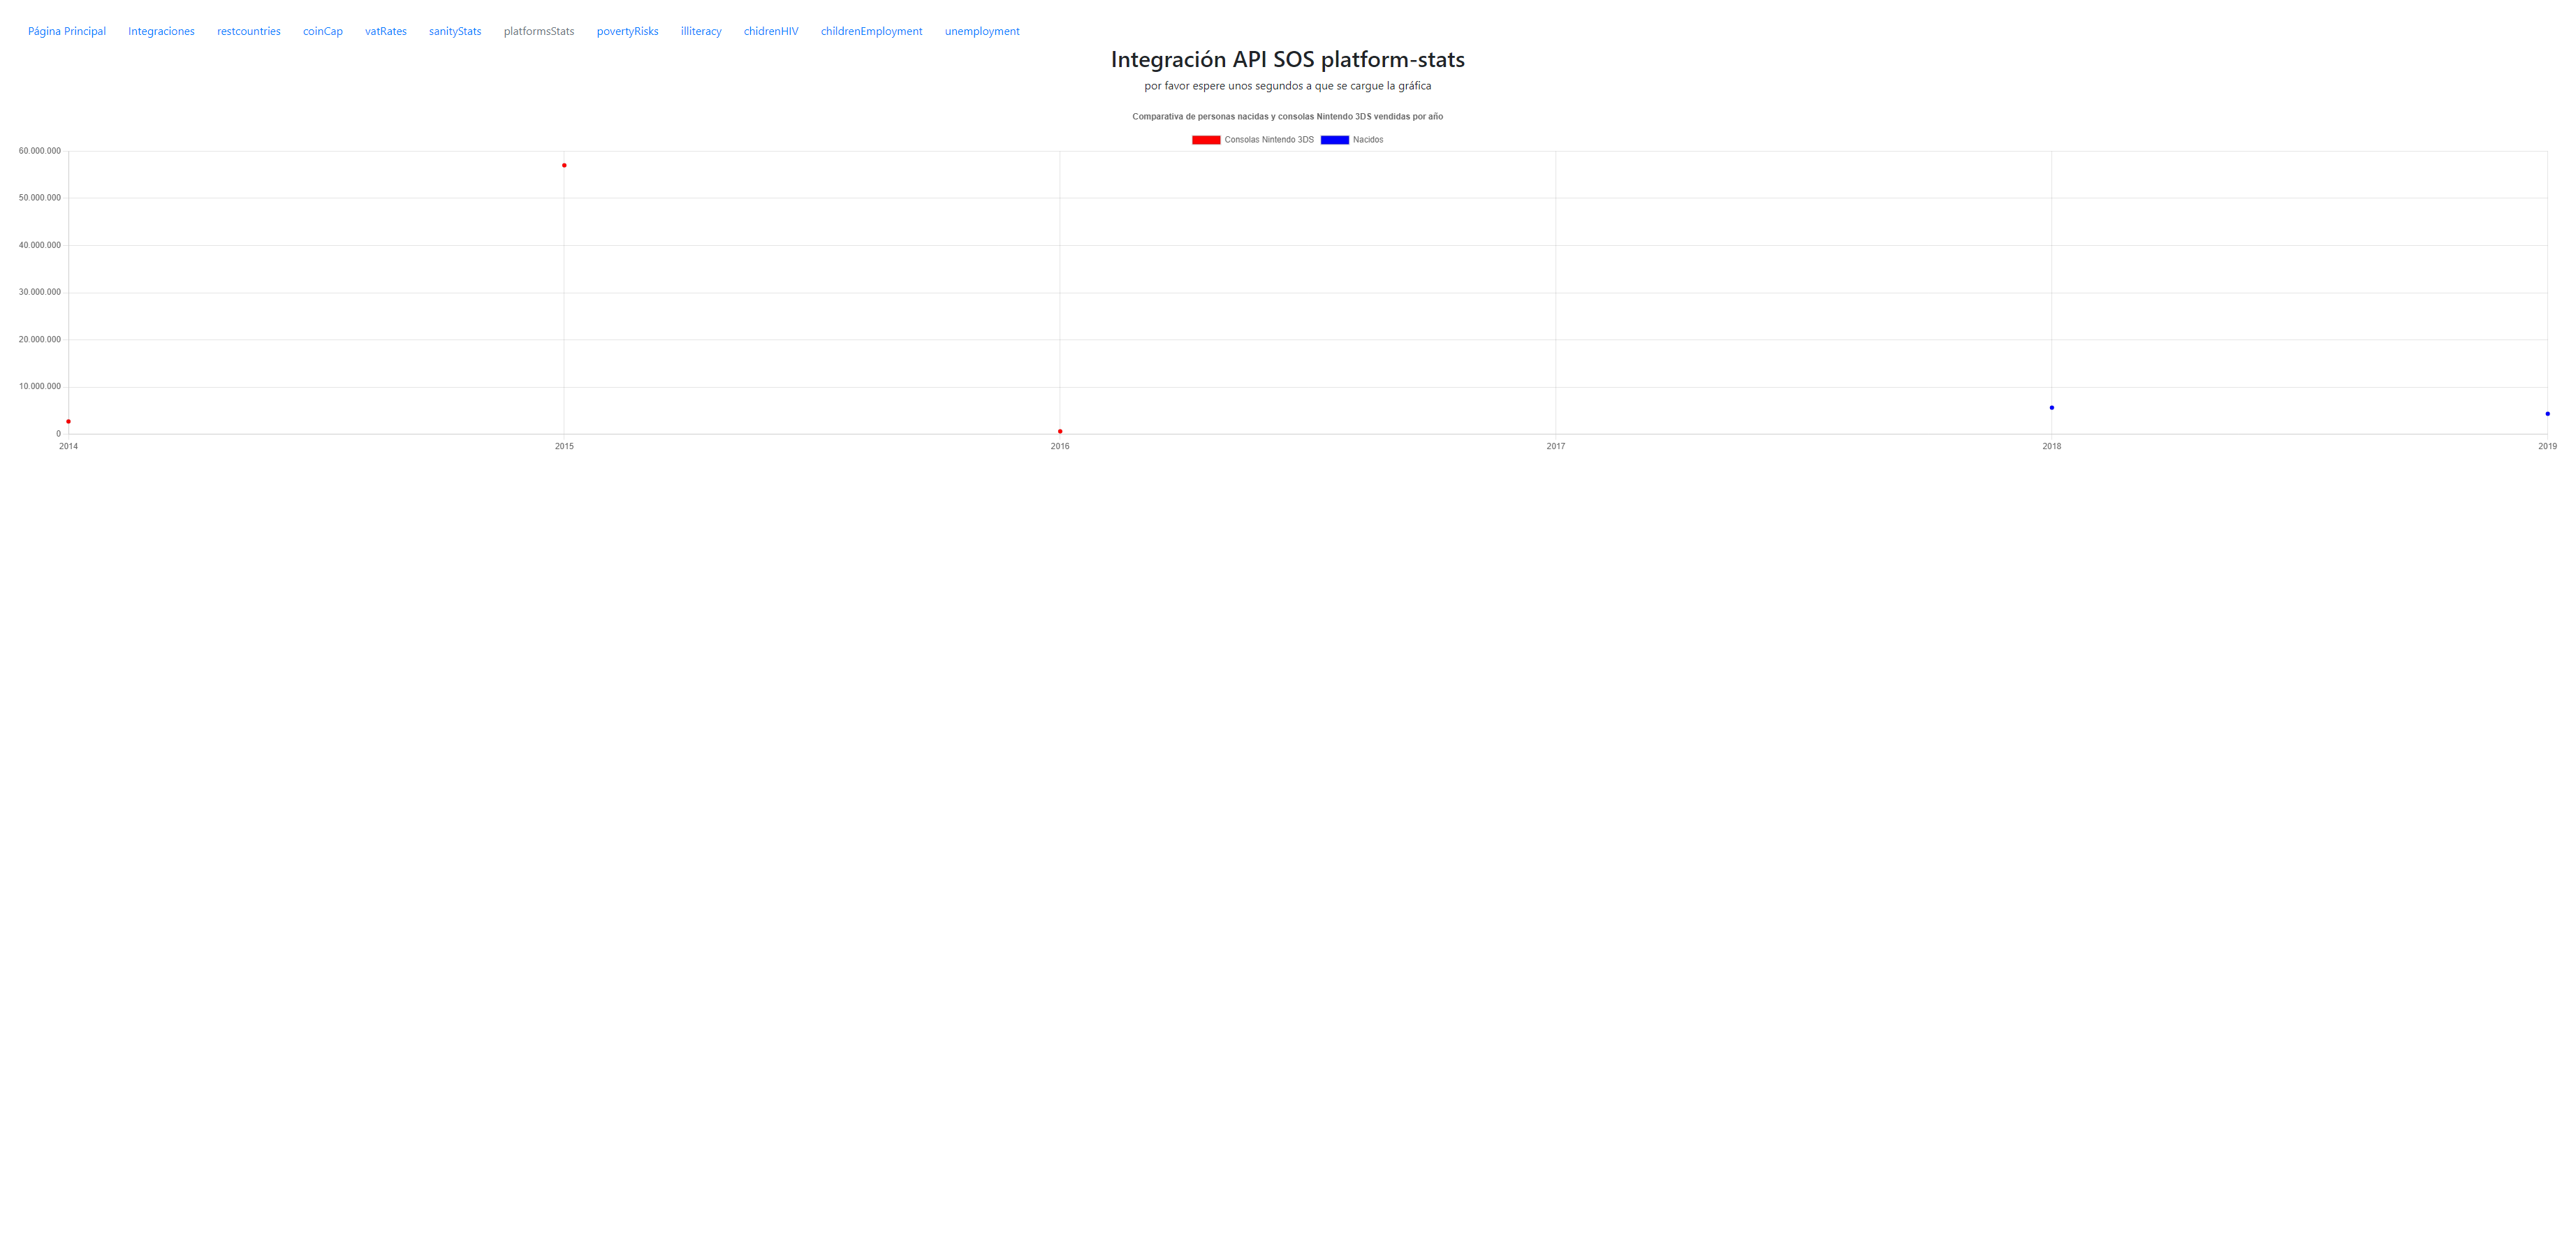 Página Principal Integraciones restcountries coinCap vatRates sanityStats platformsStats povertyRisks illiteracy chidrenHIV childrenEmployment unemployment
Integración API SOS platform-stats
por favor espere unos segundos a que se cargue la gráfica
Comparativa de personas nacidas y consolas Nintendo 3DS vendidas por año
Consolas Nintendo 3DS Nacidos
60.000.000
50.000.000
40.000.000
30.000.000
20.000.000
10.000.000
0
2014 2015 2016 2017 2018 2019